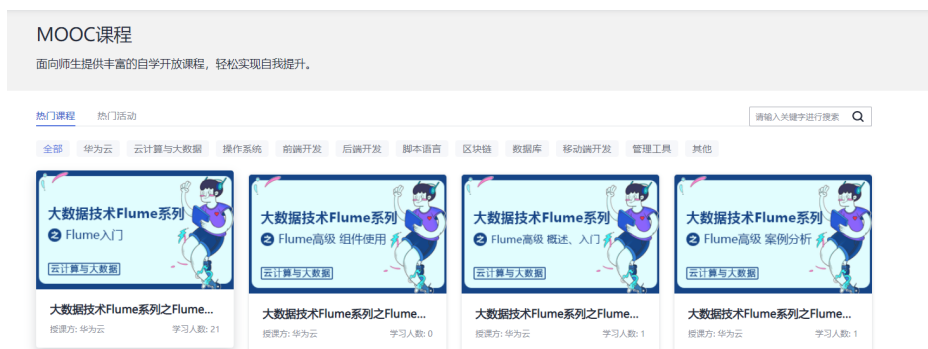 MOOC课程
面向师生提供丰富的自学开放课程，轻松实现自我提升。
热门课程 热门活动 请输入关键字进行搜索
全部 华为云 云计算与大数据 操作系统 前端开发 后端开发 脚本语言 区块链 数据库 移动端开发 管理工具 其他
大数据技术Flume系列
之 Flume入门
云计算与大数据
大数据技术Flume系列之Flume...
授课方: 华为云 学习人数: 21
大数据技术Flume系列
之 Flume高级 组件使用
云计算与大数据
大数据技术Flume系列之Flume...
授课方: 华为云 学习人数: 0
大数据技术Flume系列
之 Flume高级 概述、入门
云计算与大数据
大数据技术Flume系列之Flume...
授课方: 华为云 学习人数: 1
大数据技术Flume系列
之 Flume高级 案例分析
云计算与大数据
大数据技术Flume系列之Flume...
授课方: 华为云 学习人数: 1